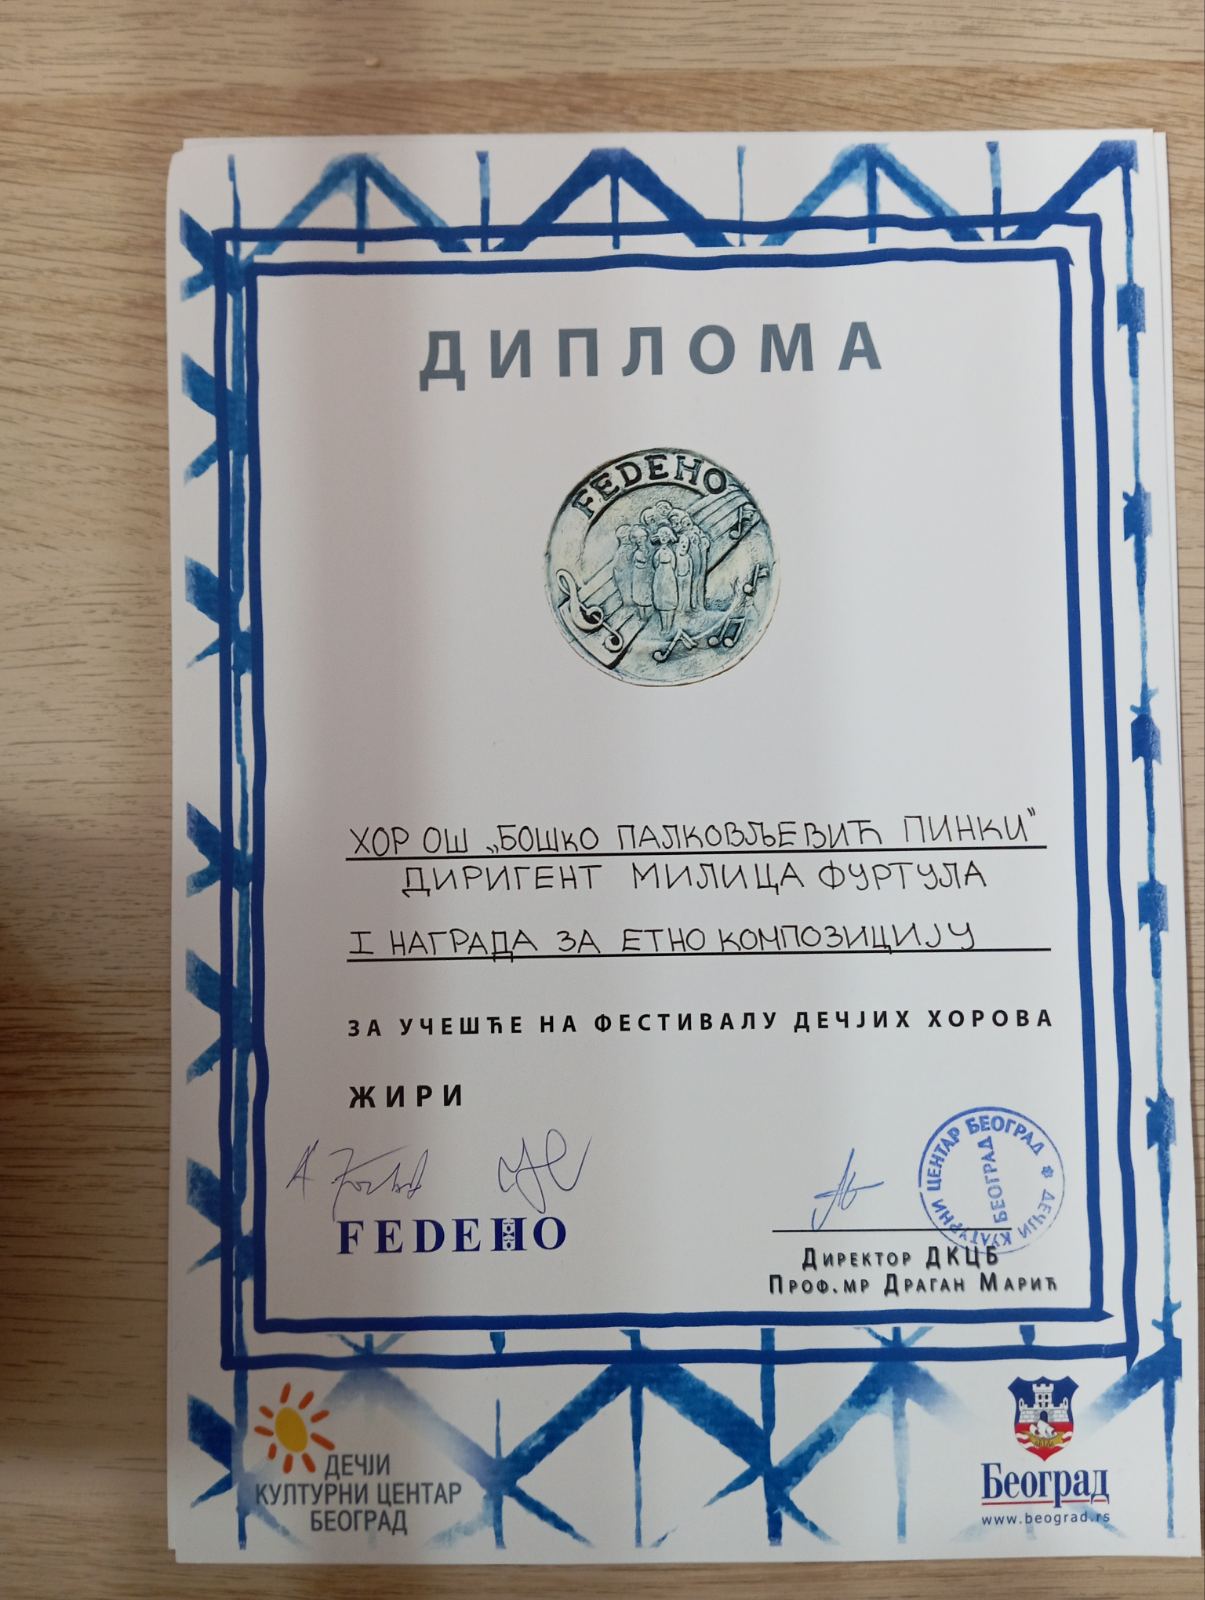 ДИПЛОМА
FEDEHO
ХОР ОШ „БОШКО ПАЛКОВЉЕВИЋ ПИНКИ"
ДИРИГЕНТ МИЛИЦА ФУРТУЛА
I НАГРАДА ЗА ЕТНО КОМПОЗИЦИЈУ
ЗА УЧЕШЋЕ НА ФЕСТИВАЛУ ДЕЧЈИХ ХОРОВА
ЖИРИ
FEDEHO
ДЕЧЈИ КУЛТУРНИ ЦЕНТАР БЕОГРАД
БЕОГРАД
Директор ДКЦБ
Проф.мр Драган Марић
ДЕЧЈИ
КУЛТУРНИ ЦЕНТАР
БЕОГРАД
Београд
www.beograd.rs